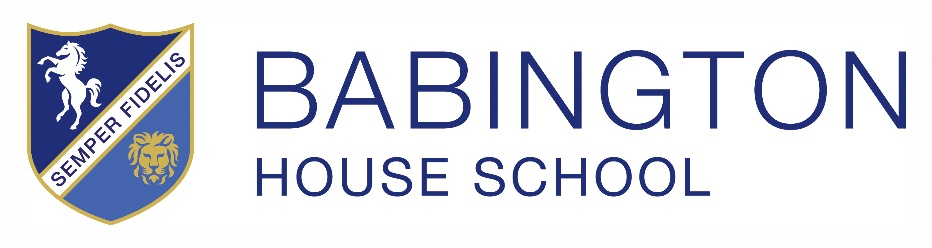 SEMPER FIDELIS
BABINGTON
HOUSE SCHOOL